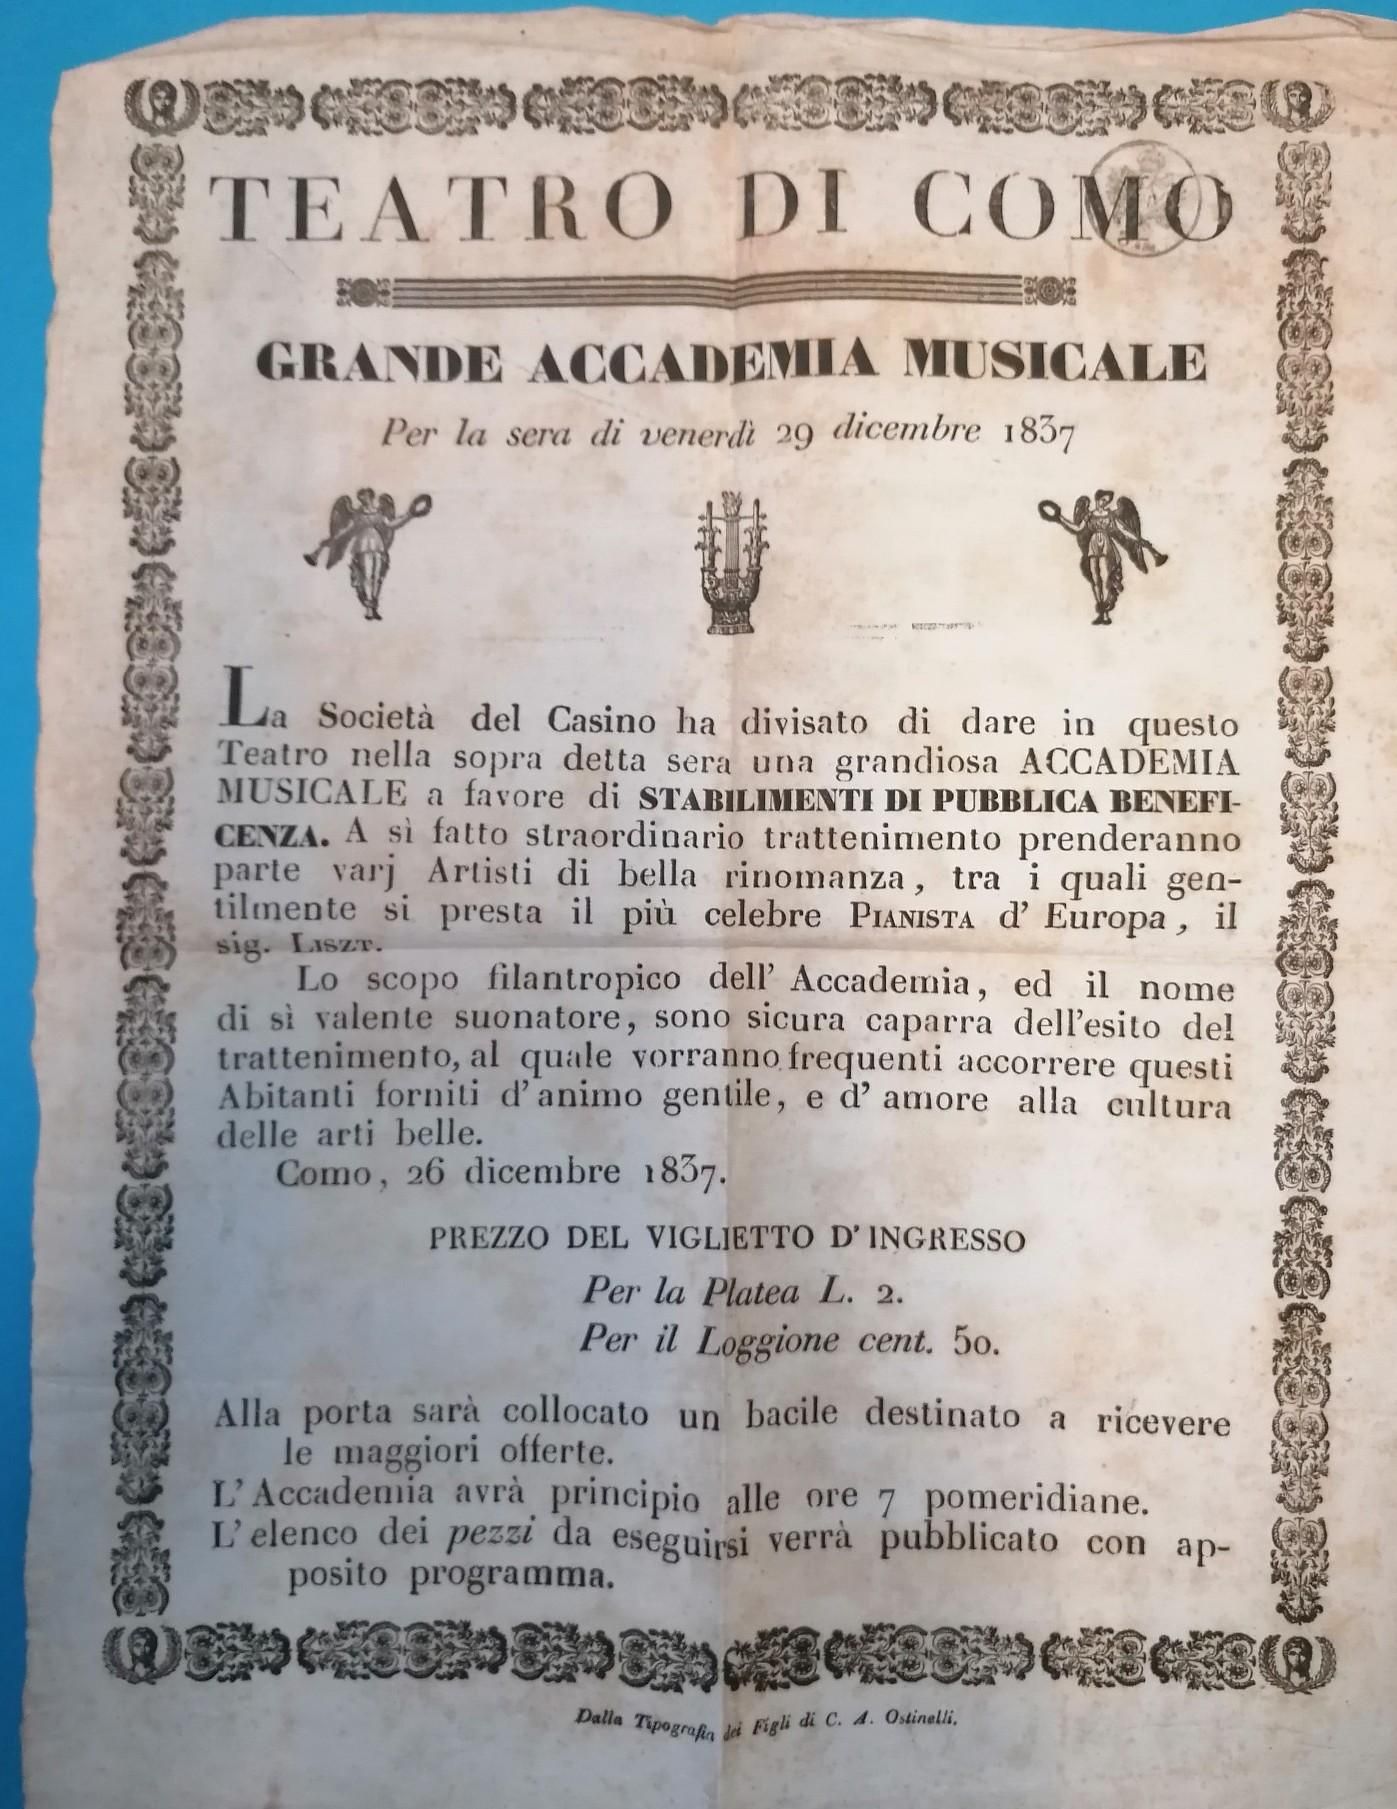 TEATRO DI COMO
GRANDE ACCADEMIA MUSICALE
Per la sera di venerdì 29 dicembre 1837
La Società del Casino ha divisato di dare in questo
Teatro nella sopra detta sera una grandiosa ACCADEMIA
MUSICALE a favore di STABILIMENTI DI PUBBLICA BENEFI-
CENZA. A sì fatto straordinario trattenimento prenderanno
parte varj Artisti di bella rinomanza, tra i quali gen-
tilmente si presta il più celebre PIANISTA d' Europa, il
sig. LISZT.
Lo scopo filantropico dell' Accademia, ed il nome
di sì valente suonatore, sono sicura caparra dell'esito del
trattenimento, al quale vorranno frequenti accorrere questi
Abitanti forniti d'animo gentile, e d' amore alla cultura
delle arti belle.
Como, 26 dicembre 1837.
PREZZO DEL VIGLIETTO D' INGRESSO
Per la Platea L. 2.
Per il Loggione cent. 50.
Alla porta sarà collocato un bacile destinato a ricevere
le maggiori offerte.
L' Accademia avrà principio alle ore 7 pomeridiane.
L' elenco dei pezzi da eseguirsi verrà pubblicato con ap-
posito programma.
Dalla Tipografia dei Figli di C. A. Ostinelli.